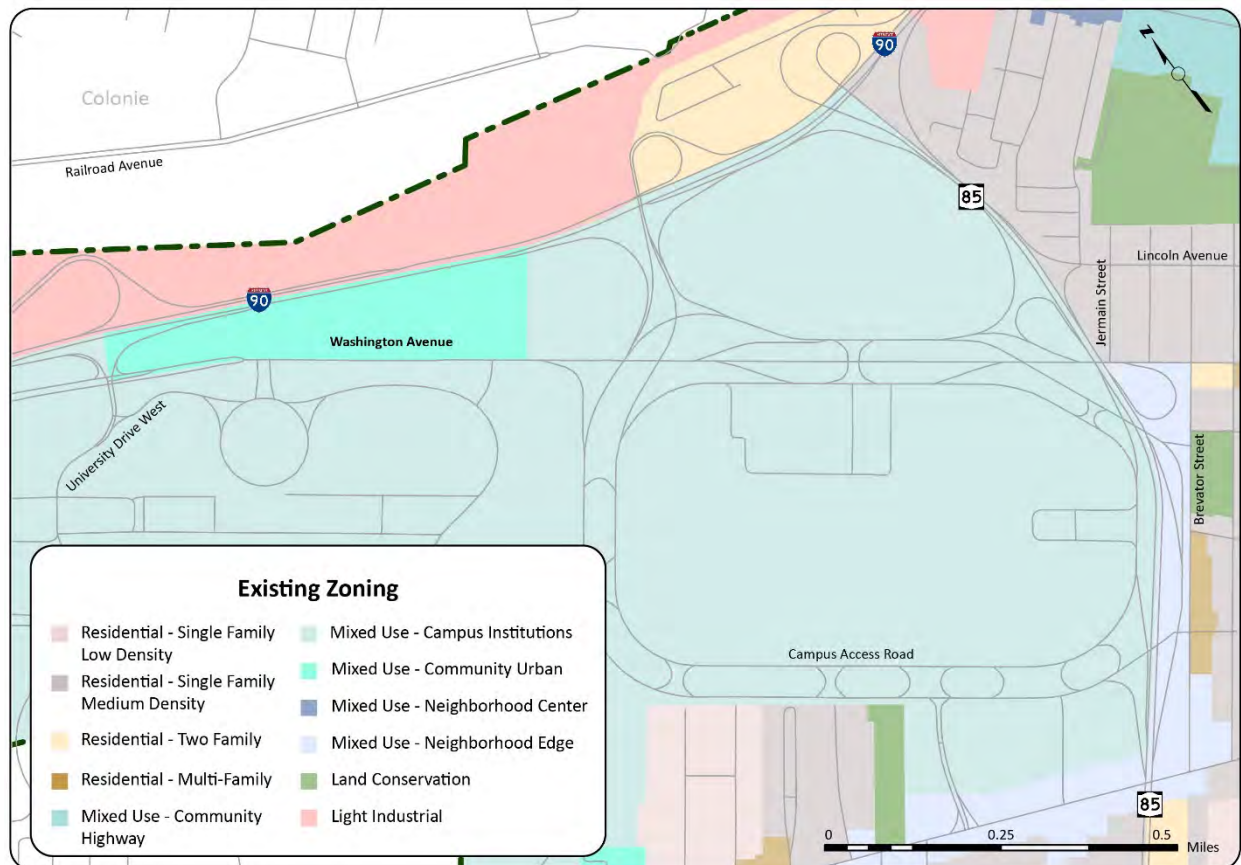 90
Z
Colonie
Railroad Avenue
85
Lincoln Avenue
Jermain Street
90
Washington Avenue
University Drive West
Brevator Street
Existing Zoning
Residential - Single Family
Low Density
Residential - Single Family
Medium Density
Residential - Two Family
Residential - Multi-Family
Mixed Use - Community
Highway
Mixed Use - Campus Institutions
Mixed Use - Community Urban
Mixed Use - Neighborhood Center
Mixed Use - Neighborhood Edge
Land Conservation
Light Industrial
Campus Access Road
85
0 0.25 0.5
Miles